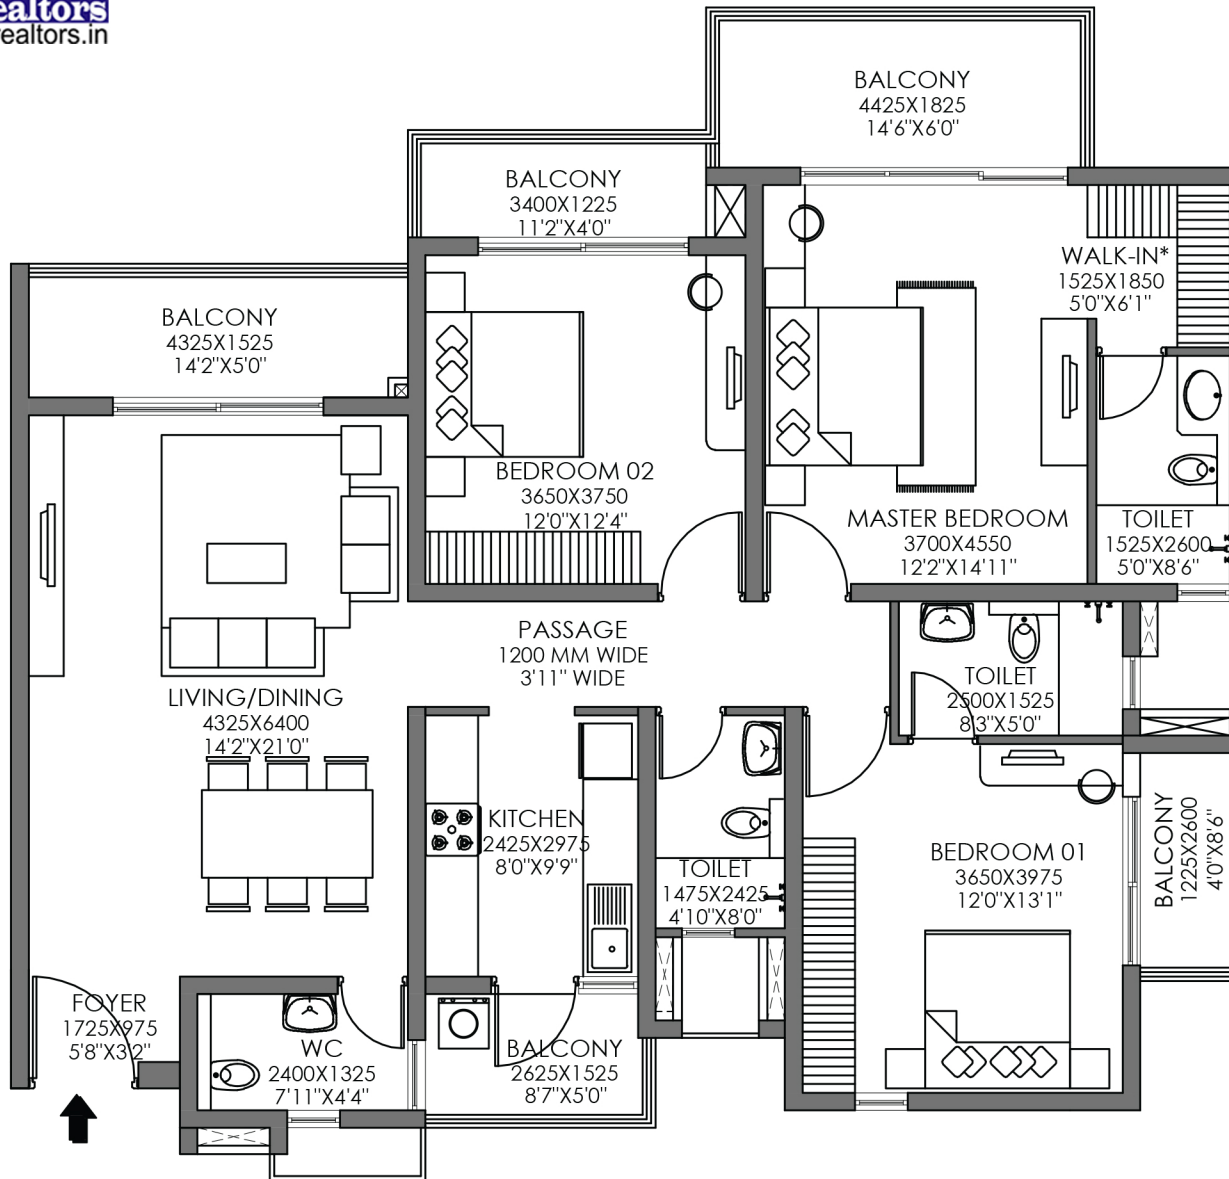 ealtors
realtors.in
BALCONY
4425X1825
14'6"X6'0"
BALCONY
3400X1225
11'2"X4'0"
WALK-IN*
1525X1850
5'0"X6'1"
BALCONY
4325X1525
14'2"X5'0"
BEDROOM 02
3650X3750
12'0"X12'4"
MASTER BEDROOM
3700X4550
12'2"X14'11"
TOILET
1525X2600
5'0"X8'6"
PASSAGE
1200 MM WIDE
3'11" WIDE
TOILET
2500X1525
8'3"X5'0"
LIVING/DINING
4325X6400
14'2"X21'0"
KITCHEN
2425X2975
8'0"X9'9"
TOILET
1475X2425
4'10"X8'0"
BEDROOM 01
3650X3975
12'0"X13'1"
BALCONY
1225X2600
4'0"X8'6"
FOYER
1725X975
5'8"X3'2"
WC
2400X1325
7'11"X4'4"
BALCONY
2625X1525
8'7"X5'0"